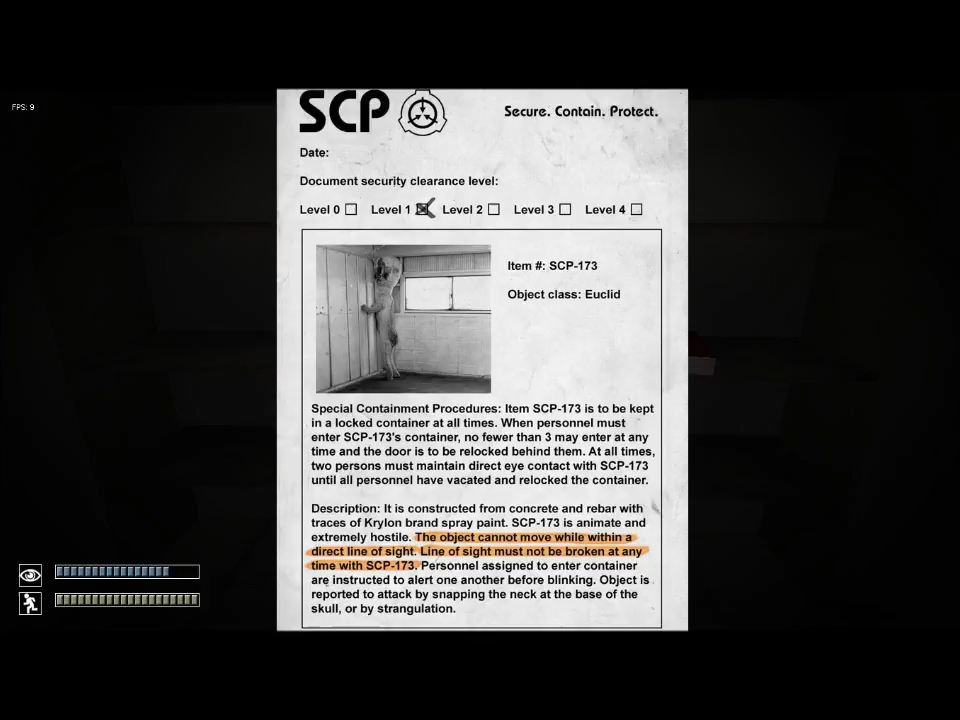 FPS: 9
SCP
Secure. Contain. Protect.
Date:
Document security clearance level:
Level 0 Level 1 Level 2 Level 3 Level 4
Item #: SCP-173
Object class: Euclid
Special Containment Procedures: Item SCP-173 is to be kept
in a locked container at all times. When personnel must
enter SCP-173's container, no fewer than 3 may enter at any
time and the door is to be relocked behind them. At all times,
two persons must maintain direct eye contact with SCP-173
until all personnel have vacated and relocked the container.
Description: It is constructed from concrete and rebar with
traces of Krylon brand spray paint. SCP-173 is animate and
extremely hostile. The object cannot move while within a
direct line of sight. Line of sight must not be broken at any
time with SCP-173. Personnel assigned to enter container
are instructed to alert one another before blinking. Object is
reported to attack by snapping the neck at the base of the
skull, or by strangulation.